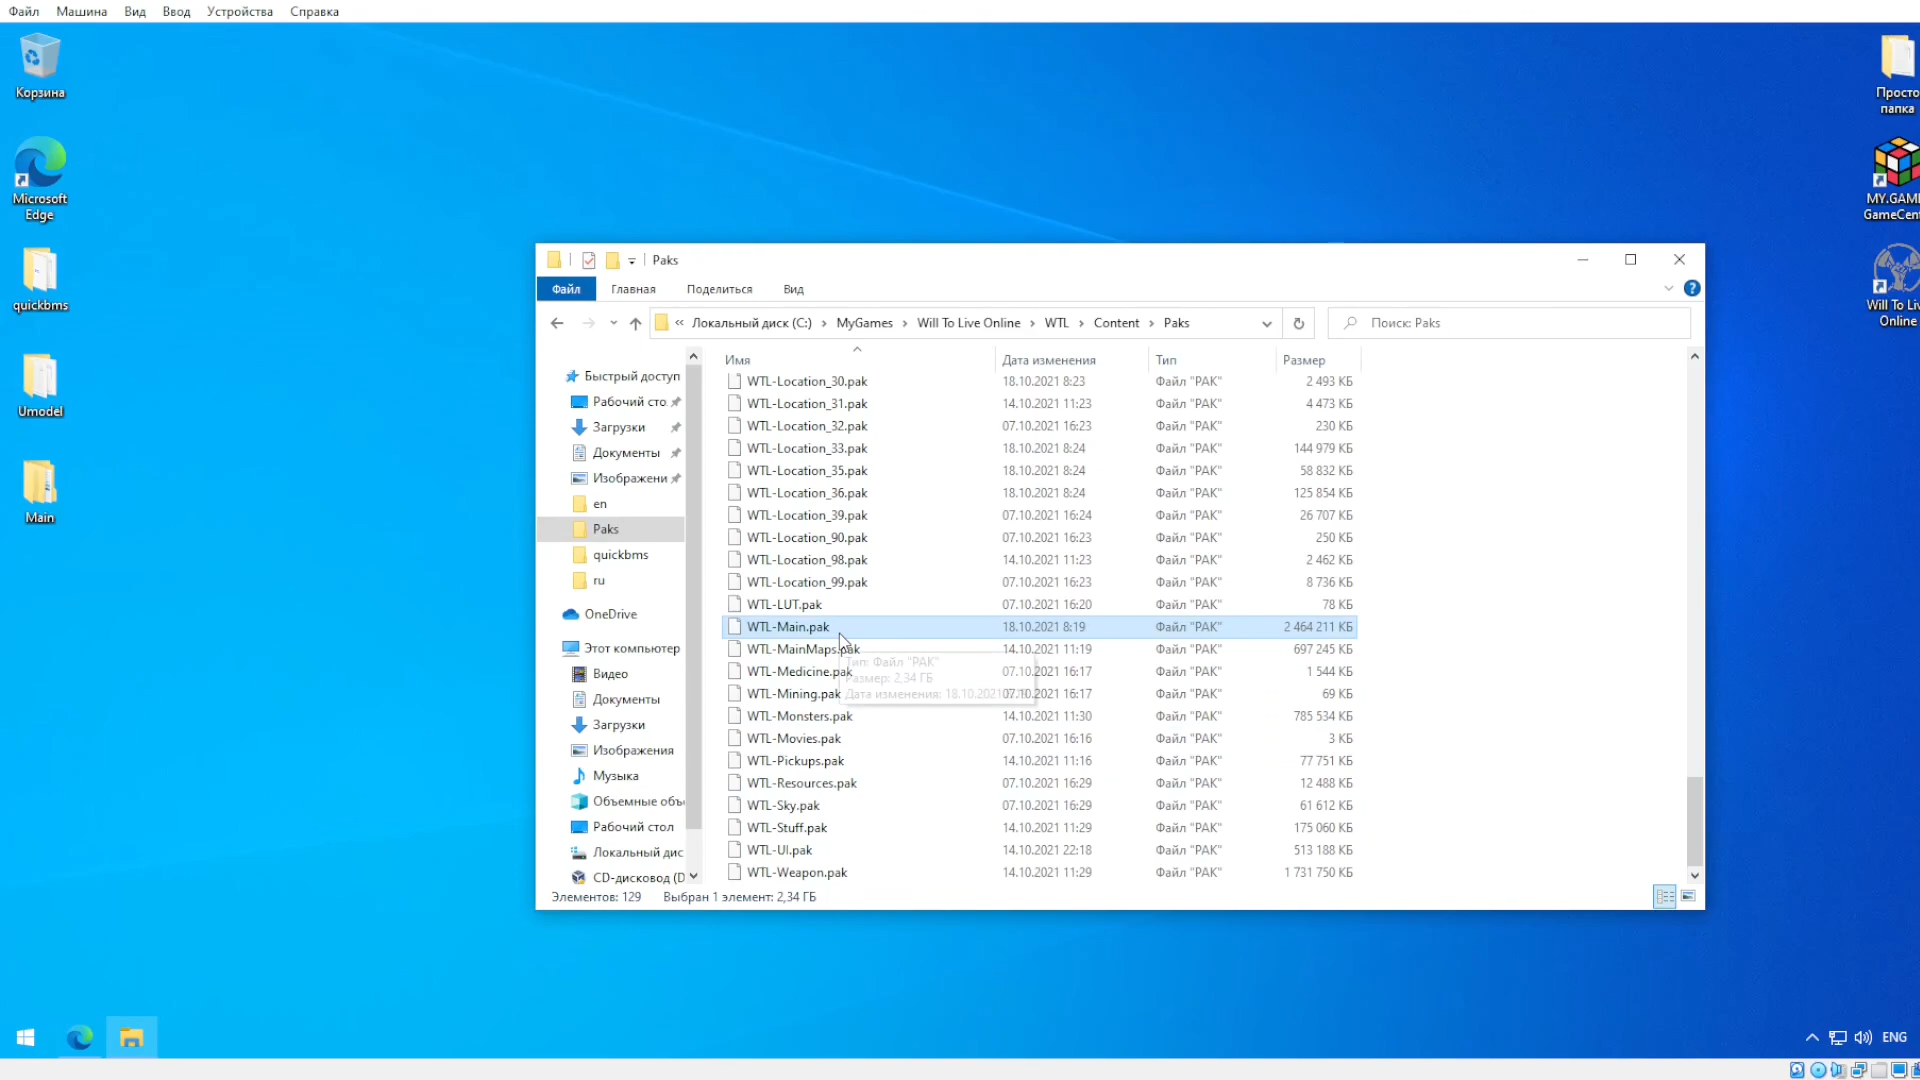 Файл Машина Вид Ввод Устройства Справка
Корзина
Microsoft
Edge
quickbms
Umodel
Main
Просто
папка
MY.GAM
GameCent
Will To Li
Online
Paks
Файл Главная Поделиться Вид
« Локальный диск (C:) › MyGames › Will To Live Online › WTL › Content › Paks
Поиск: Paks
Быстрый доступ
Рабочий сто
Загрузки
Документы
Изображени
en
Paks
quickbms
ru
OneDrive
Этот компьютер
Видео
Документы
Загрузки
Изображения
Музыка
Объемные объ
Рабочий стол
Локальный дис
CD-дисковод (D
Имя Дата изменения Тип Размер
WTL-Location_30.pak 18.10.2021 8:23 Файл "PAK" 2 493 КБ
WTL-Location_31.pak 14.10.2021 11:23 Файл "PAK" 4 473 КБ
WTL-Location_32.pak 07.10.2021 16:23 Файл "PAK" 230 КБ
WTL-Location_33.pak 18.10.2021 8:24 Файл "PAK" 144 979 КБ
WTL-Location_35.pak 18.10.2021 8:24 Файл "PAK" 58 832 КБ
WTL-Location_36.pak 18.10.2021 8:24 Файл "PAK" 125 854 КБ
WTL-Location_39.pak 07.10.2021 16:24 Файл "PAK" 26 707 КБ
WTL-Location_90.pak 07.10.2021 16:23 Файл "PAK" 250 КБ
WTL-Location_98.pak 14.10.2021 11:23 Файл "PAK" 2 462 КБ
WTL-Location_99.pak 07.10.2021 16:23 Файл "PAK" 8 736 КБ
WTL-LUT.pak 07.10.2021 16:20 Файл "PAK" 78 КБ
WTL-Main.pak 18.10.2021 8:19 Файл "PAK" 2 464 211 КБ
WTL-MainMaps.pak 14.10.2021 11:19 Файл "PAK" 697 245 КБ
Тип: Файл "PAK"
WTL-Medicine.pak 07.10.2021 16:17 Файл "PAK" 1 544 КБ
Размер: 2,34 ГБ
WTL-Mining.pak 07.10.2021 16:17 Файл "PAK" 69 КБ
Дата изменения: 18.10.2021
WTL-Monsters.pak 14.10.2021 11:30 Файл "PAK" 785 534 КБ
WTL-Movies.pak 07.10.2021 16:16 Файл "PAK" 3 КБ
WTL-Pickups.pak 14.10.2021 11:16 Файл "PAK" 77 751 КБ
WTL-Resources.pak 07.10.2021 16:29 Файл "PAK" 12 488 КБ
WTL-Sky.pak 07.10.2021 16:29 Файл "PAK" 61 612 КБ
WTL-Stuff.pak 14.10.2021 11:29 Файл "PAK" 175 060 КБ
WTL-UI.pak 14.10.2021 22:18 Файл "PAK" 513 188 КБ
WTL-Weapon.pak 14.10.2021 11:29 Файл "PAK" 1 731 750 КБ
Элементов: 129 Выбран 1 элемент: 2,34 ГБ
ENG